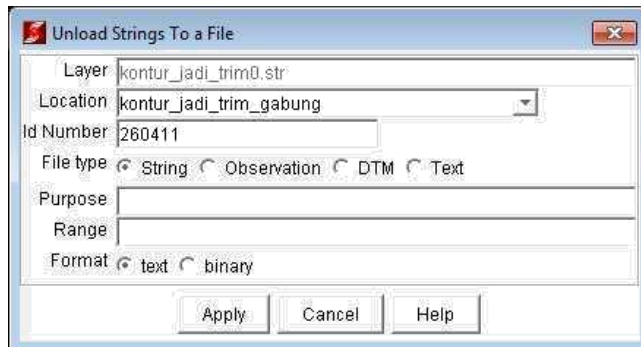 Unload Strings To a File
Layer kontur_jadi_trim0.str
Location kontur_jadi_trim_gabung
Id Number 260411
File type String Observation DTM Text
Purpose
Range
Format text binary
Apply Cancel Help